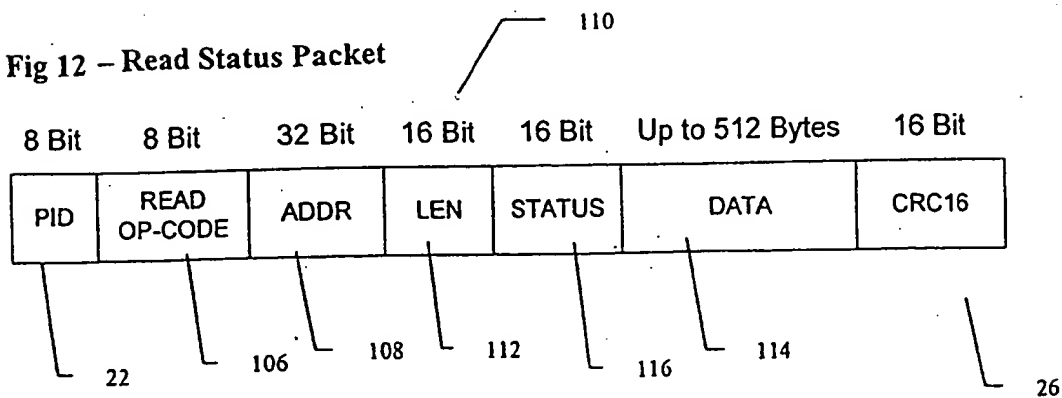 110
Fig 12 – Read Status Packet
8 Bit 8 Bit 32 Bit 16 Bit 16 Bit Up to 512 Bytes 16 Bit
PID READ OP-CODE ADDR LEN STATUS DATA CRC16
22 106 108 112 116 114 26